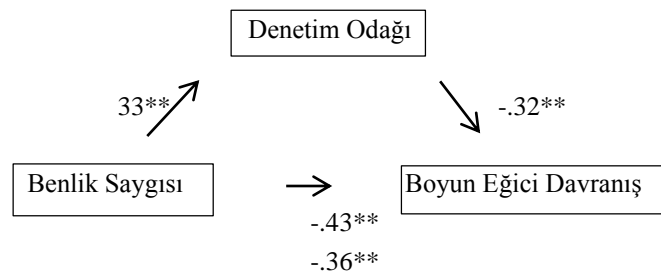 Denetim Odağı
33**
-.32**
Benlik Saygısı
Boyun Eğici Davranış
-.43**
-.36**